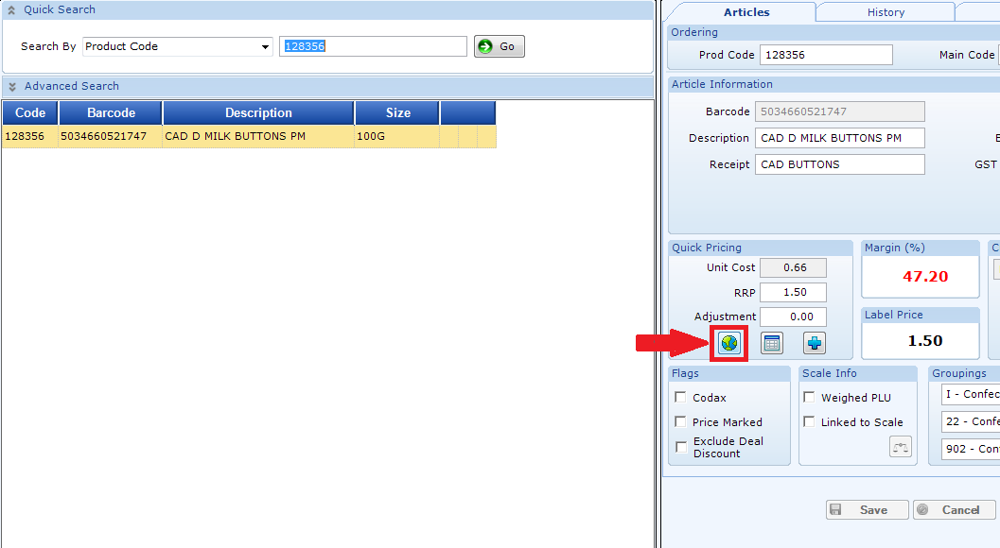 Quick Search
Search By Product Code 128356 Go
Advanced Search
Code Barcode Description Size
128356 5034660521747 CAD D MILK BUTTONS PM 100G
Articles History
Ordering
Prod Code 128356 Main Code
Article Information
Barcode 5034660521747
Description CAD D MILK BUTTONS PM
Receipt CAD BUTTONS GST
Quick Pricing
Unit Cost 0.66
RRP 1.50
Adjustment 0.00
Margin (%)
47.20
Label Price
1.50
Flags
Codax
Price Marked
Exclude Deal
Discount
Scale Info
Weighed PLU
Linked to Scale
Groupings
I - Confec
22 - Confe
902 - Con
Save Cancel